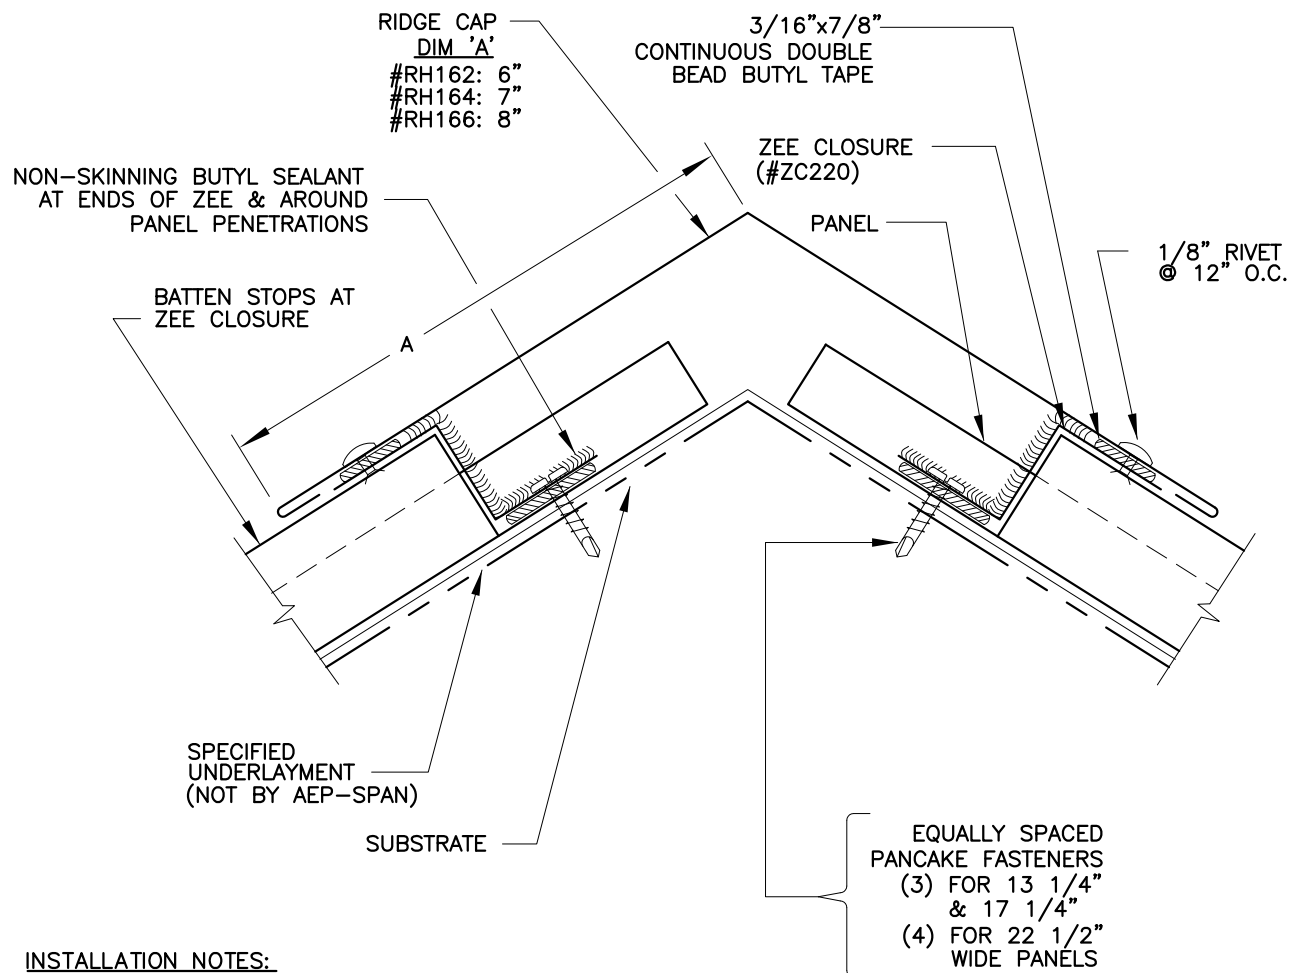 RIDGE CAP
DIM 'A'
#RH162: 6"
#RH164: 7"
#RH166: 8"
3/16"x7/8"
CONTINUOUS DOUBLE
BEAD BUTYL TAPE
NON-SKINNING BUTYL SEALANT
AT ENDS OF ZEE & AROUND
PANEL PENETRATIONS
ZEE CLOSURE
(#ZC220)
PANEL
1/8" RIVET
@ 12" O.C.
BATTEN STOPS AT
ZEE CLOSURE
A
SPECIFIED
UNDERLAYMENT
(NOT BY AEP-SPAN)
SUBSTRATE
EQUALLY SPACED
PANCAKE FASTENERS
(3) FOR 13 1/4"
& 17 1/4"
(4) FOR 22 1/2"
WIDE PANELS
INSTALLATION NOTES: